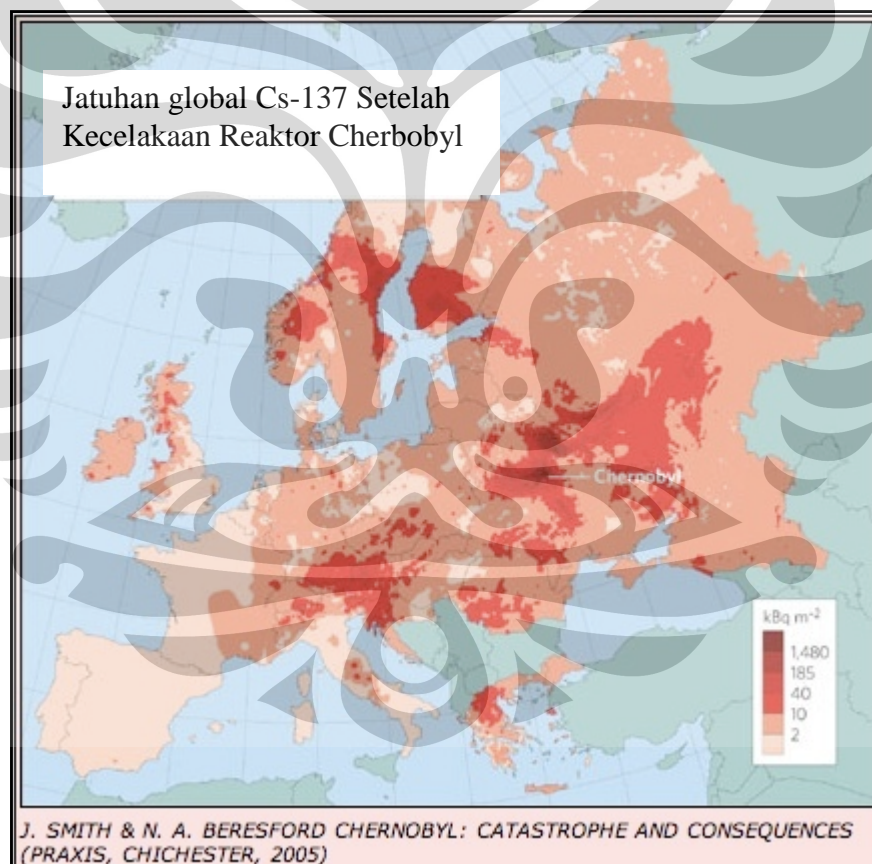 Jatuhan global Cs-137 Setelah
Kecelakaan Reaktor Cherbobyl
Chernobyl
kBq m⁻²
1,480
185
40
10
2
J. SMITH & N. A. BERESFORD CHERNOBYL: CATASTROPHE AND CONSEQUENCES
(PRAXIS, CHICHESTER, 2005)